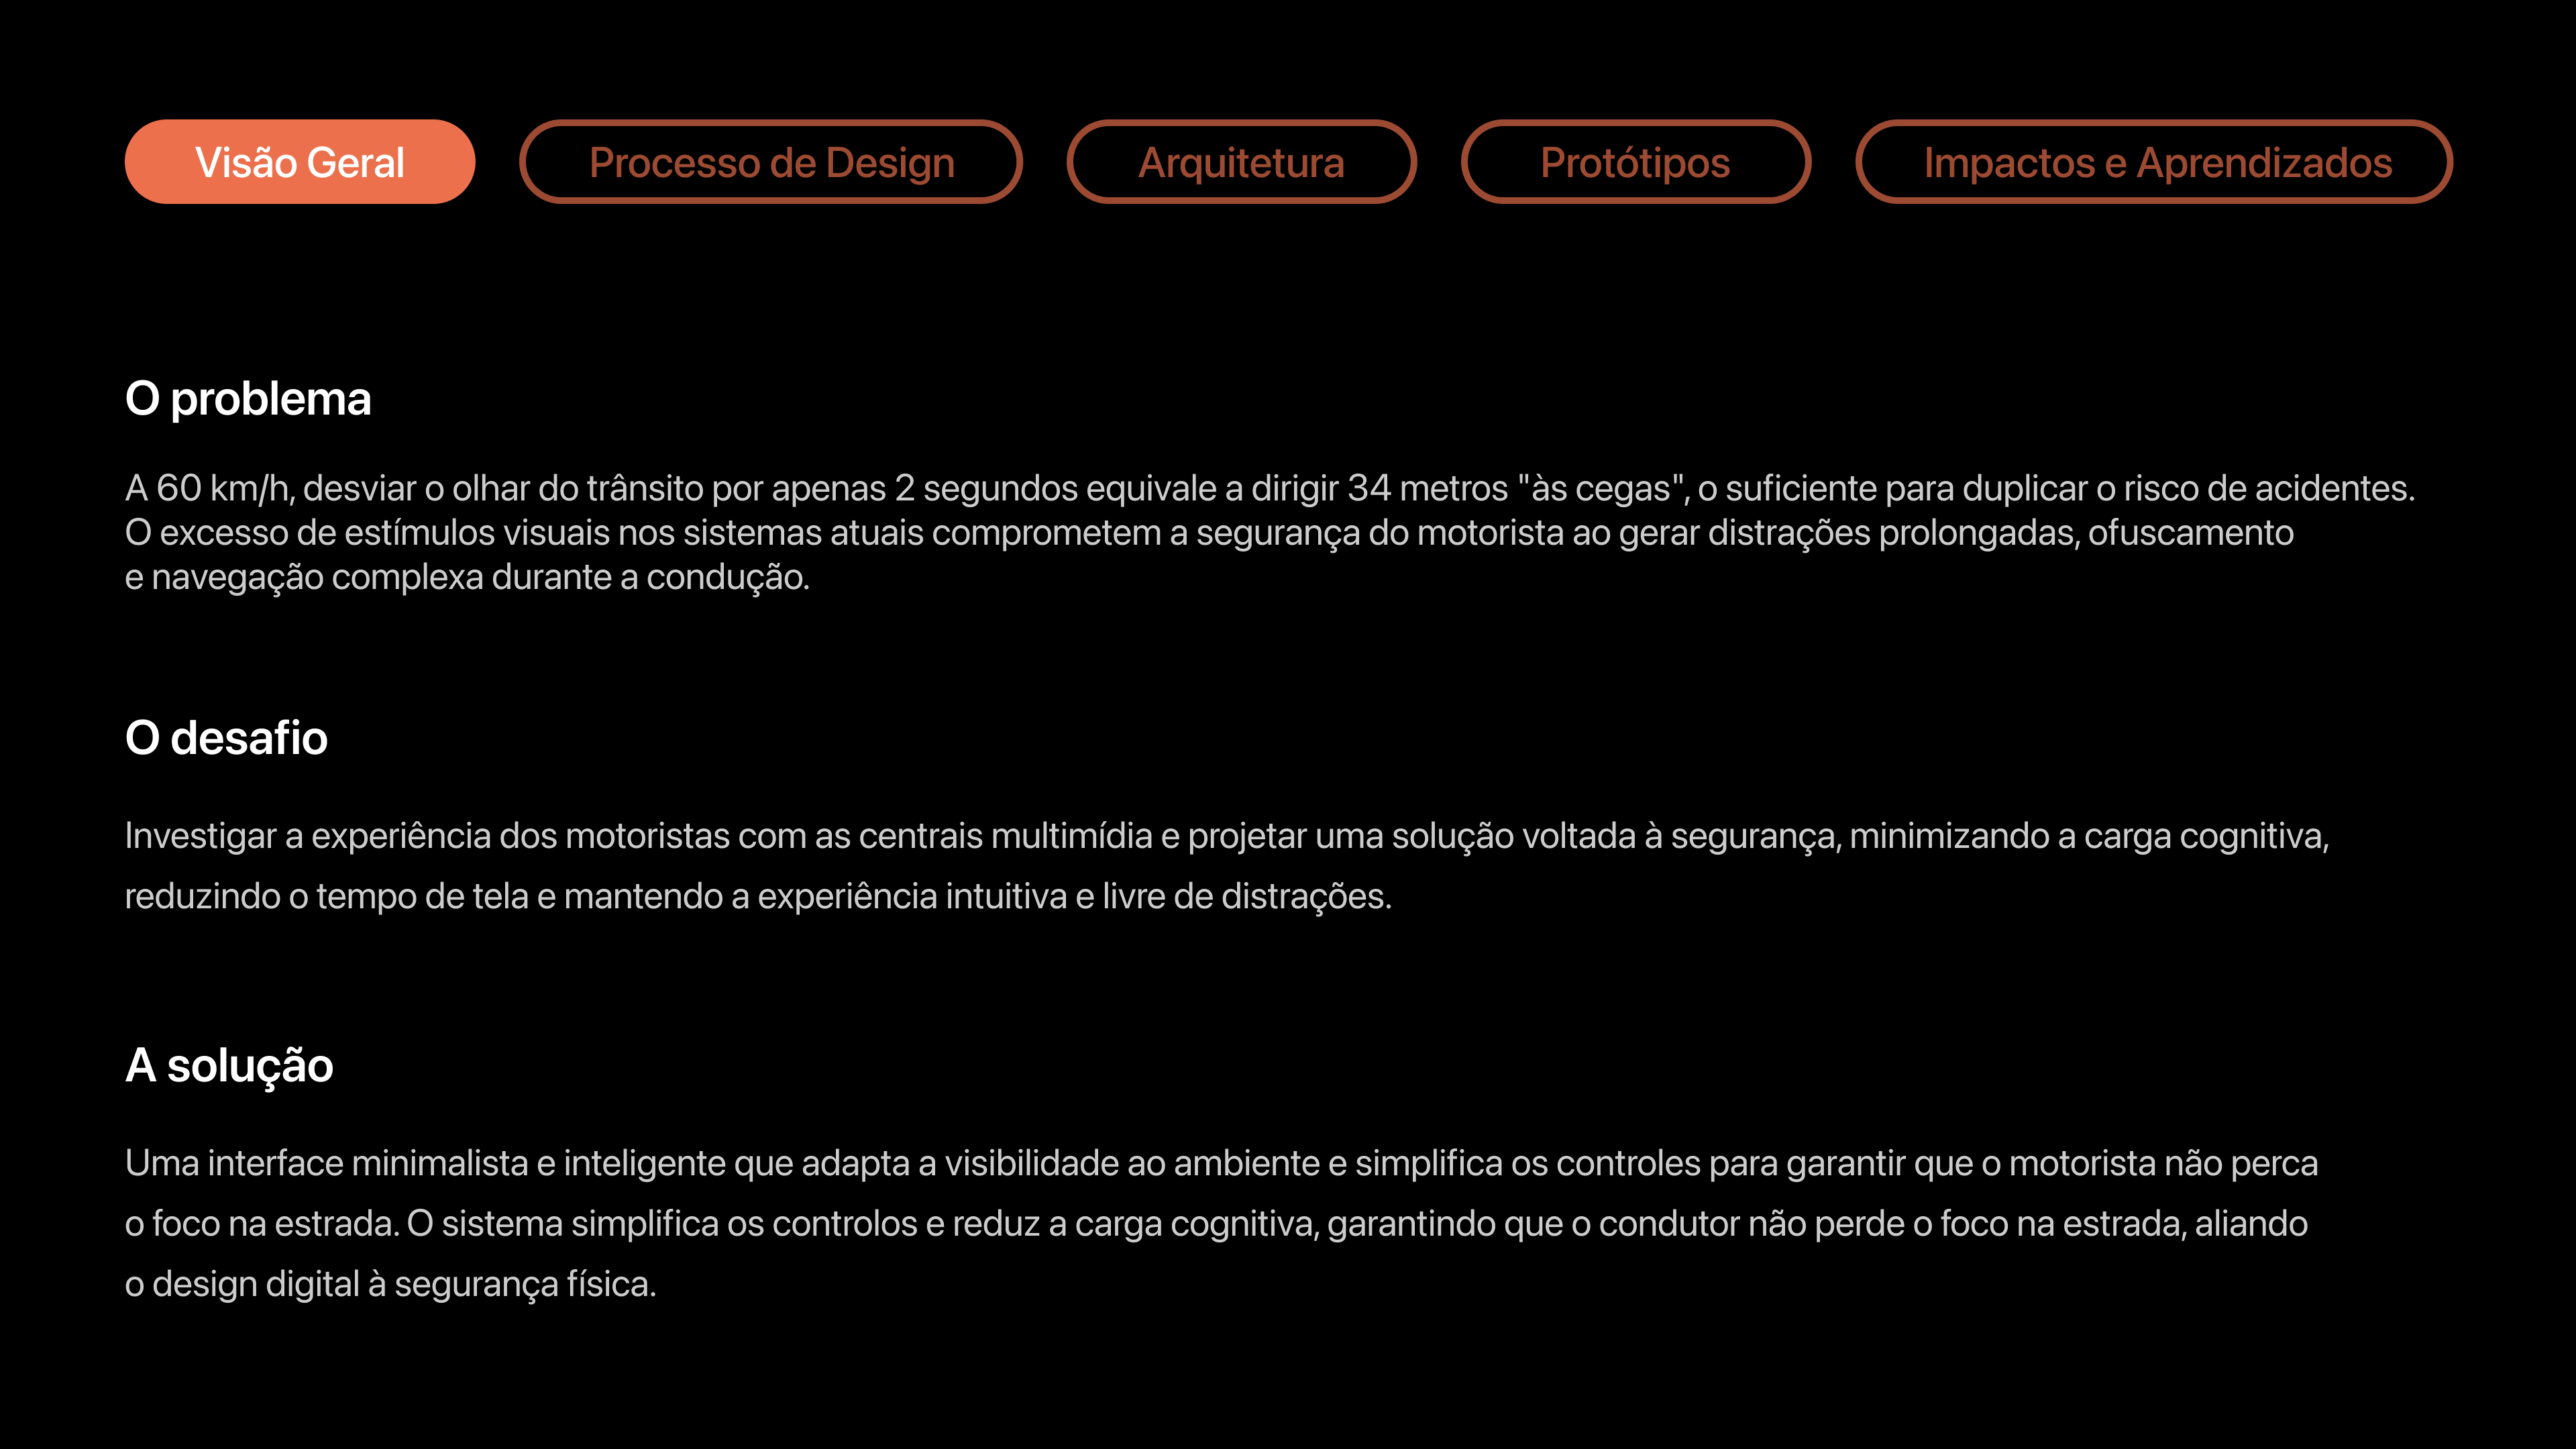 Visão Geral
Processo de Design
Arquitetura
Protótipos
Impactos e Aprendizados
O problema
A 60 km/h, desviar o olhar do trânsito por apenas 2 segundos equivale a dirigir 34 metros "às cegas", o suficiente para duplicar o risco de acidentes.
O excesso de estímulos visuais nos sistemas atuais comprometem a segurança do motorista ao gerar distrações prolongadas, ofuscamento
e navegação complexa durante a condução.
O desafio
Investigar a experiência dos motoristas com as centrais multimídia e projetar uma solução voltada à segurança, minimizando a carga cognitiva,
reduzindo o tempo de tela e mantendo a experiência intuitiva e livre de distrações.
A solução
Uma interface minimalista e inteligente que adapta a visibilidade ao ambiente e simplifica os controles para garantir que o motorista não perca
o foco na estrada. O sistema simplifica os controlos e reduz a carga cognitiva, garantindo que o condutor não perde o foco na estrada, aliando
o design digital à segurança física.